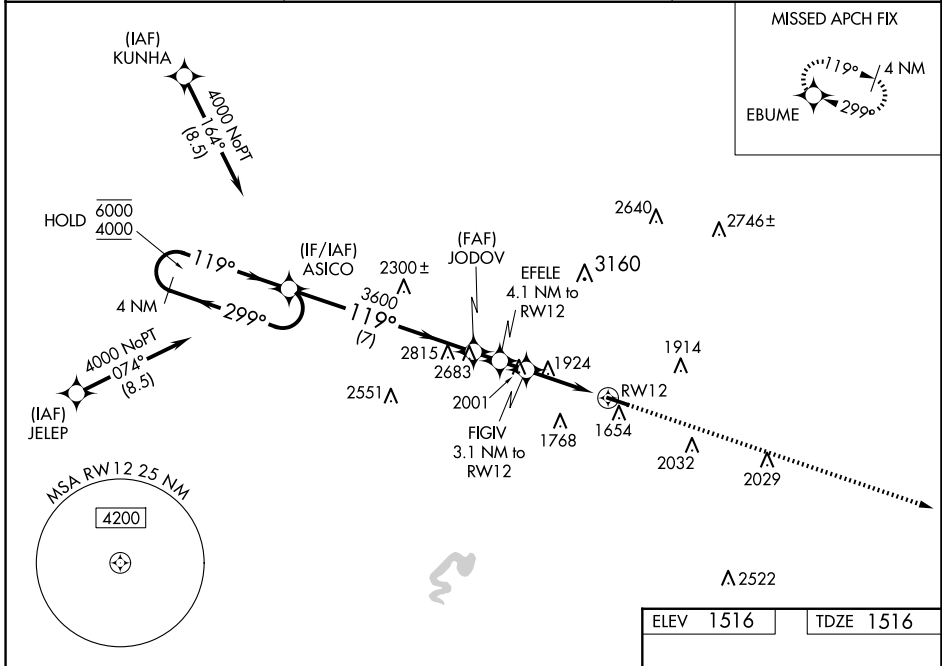 MISSED APCH FIX
119°
4 NM
EBUME
299°
(IAF)
KUNHA
4000 NoPT
164°
(8.5)
HOLD
6000
4000
119°
4 NM
299°
(IF/IAF)
ASICO
2300±
3600
119°
(7)
(FAF)
JODOV
EFELE
4.1 NM to
RW12
2640
2746±
3160
4000 NoPT
074°
(8.5)
(IAF)
JELEP
2815
2683
2551
2001
1924
FIGIV
3.1 NM to
RW12
1768
RW12
1654
1914
2032
2029
2522
MSA RW12 25 NM
4200
ELEV 1516
TDZE 1516